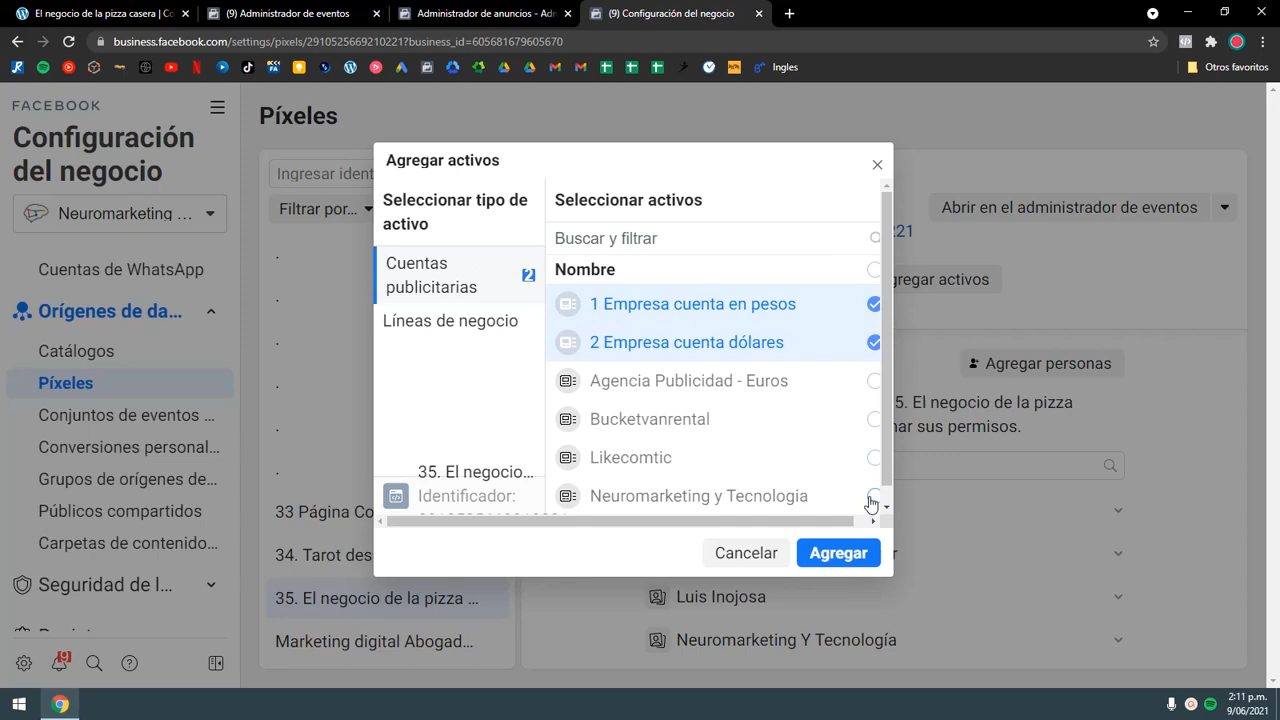 El negocio de la pizza casera | Co
(9) Administrador de eventos
Administrador de anuncios - Adm
(9) Configuración del negocio
business.facebook.com/settings/pixels/2910525669210221?business_id=605681679605670
Ingles
Otros favoritos
FACEBOOK
Configuración
del negocio
Neuromarketing ...
Cuentas de WhatsApp
Orígenes de da...
Catálogos
Píxeles
Conjuntos de eventos ...
Conversiones personal...
Grupos de orígenes de...
Públicos compartidos
Carpetas de contenido...
Seguridad de l...
9
Píxeles
Ingresar ident
Filtrar por...
33 Página Co
34. Tarot des
35. El negocio de la pizza ...
Marketing digital Abogad...
Abrir en el administrador de eventos
221
gregar activos
Agregar personas
5. El negocio de la pizza
nar sus permisos.
Luis Inojosa
Neuromarketing Y Tecnología
Agregar activos
Seleccionar tipo de
activo
Cuentas
publicitarias
2
Líneas de negocio
35. El negocio...
Identificador:
Seleccionar activos
Buscar y filtrar
Nombre
1 Empresa cuenta en pesos
2 Empresa cuenta dólares
Agencia Publicidad - Euros
Bucketvanrental
Likecomtic
Neuromarketing y Tecnologia
Cancelar
Agregar
2:11 p.m.
9/06/2021